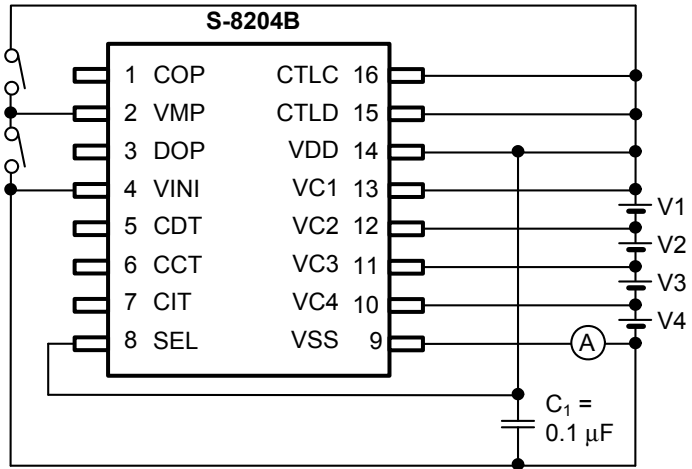 S-8204B
1 COP CTLC 16
2 VMP CTLD 15
3 DOP VDD 14
4 VINI VC1 13
V1
5 CDT VC2 12
V2
6 CCT VC3 11
V3
7 CIT VC4 10
V4
8 SEL VSS 9
A
C₁ =
0.1 μF